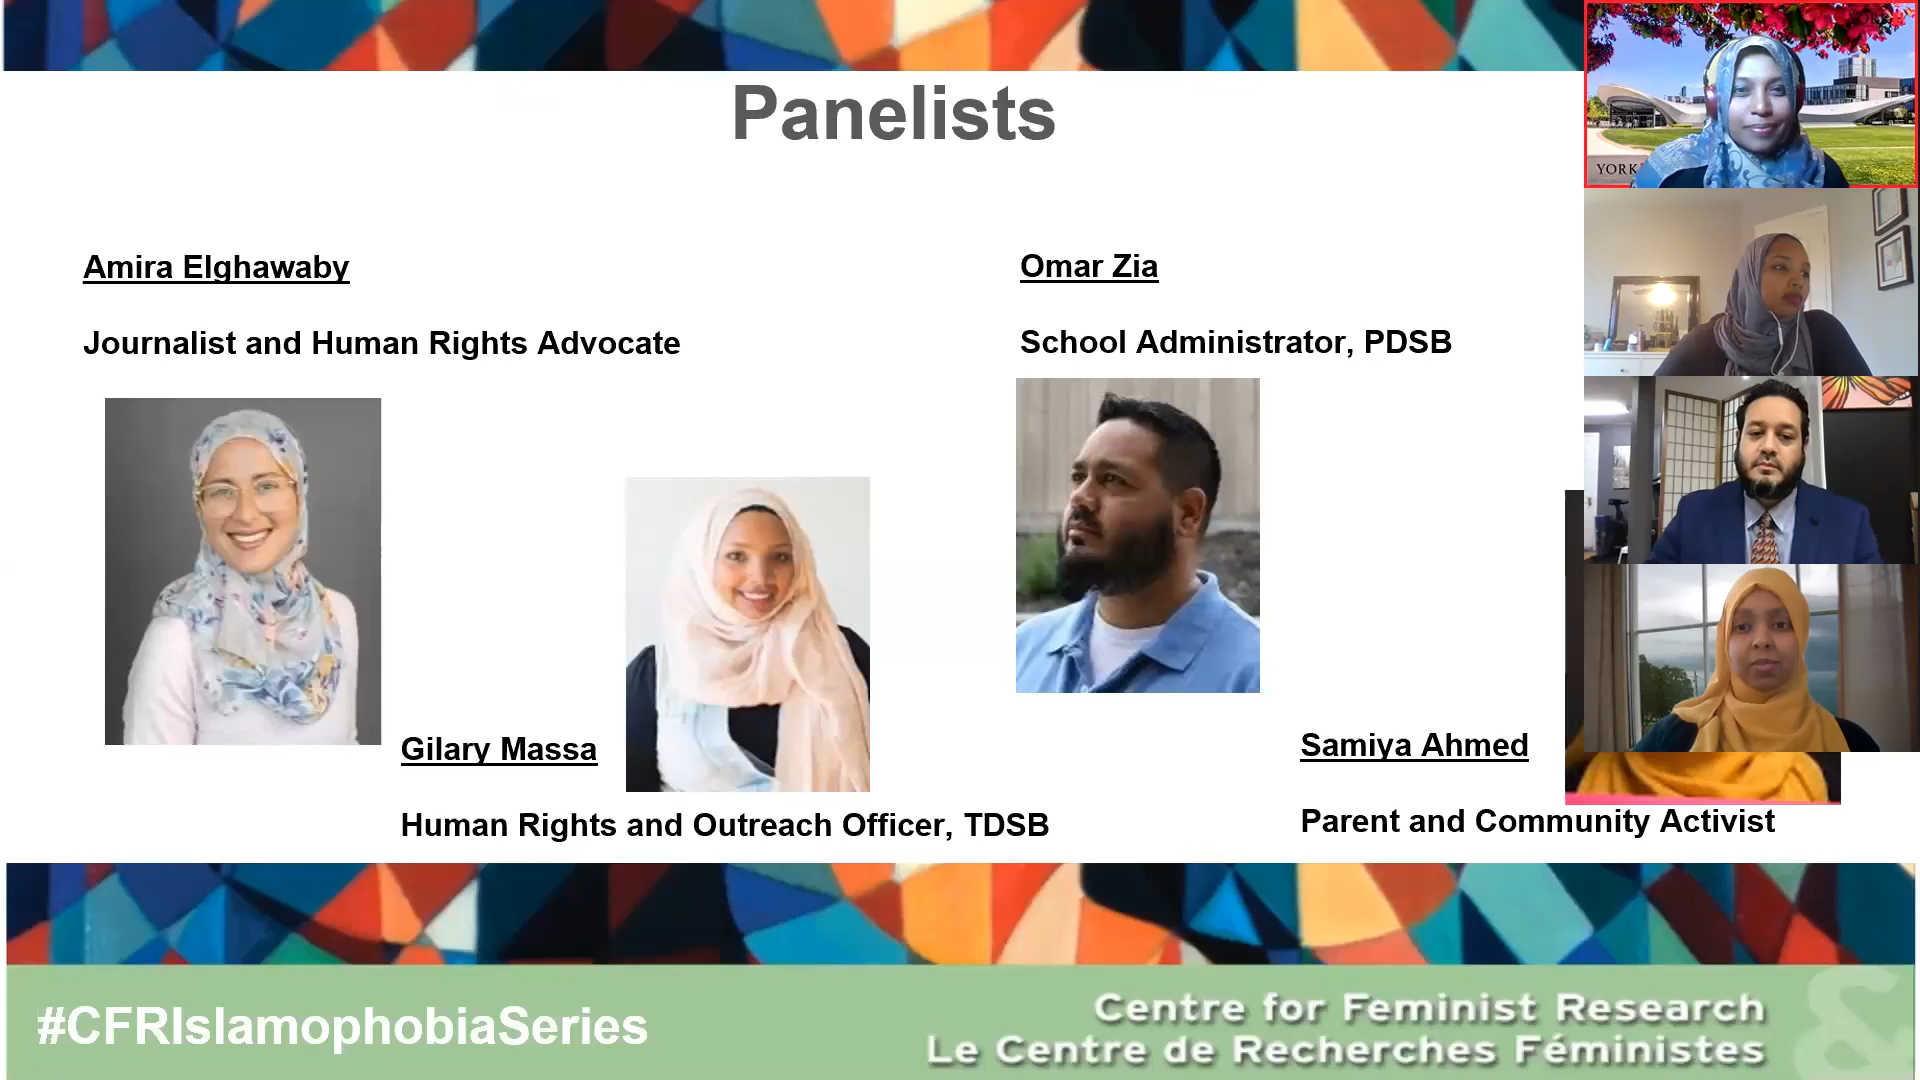 Panelists
Amira Elghawaby
Journalist and Human Rights Advocate
Omar Zia
School Administrator, PDSB
Gilary Massa
Human Rights and Outreach Officer, TDSB
Samiya Ahmed
Parent and Community Activist
YORK
#CFRIslamophobiaSeries
Centre for Feminist Research
Le Centre de Recherches Féministes
&